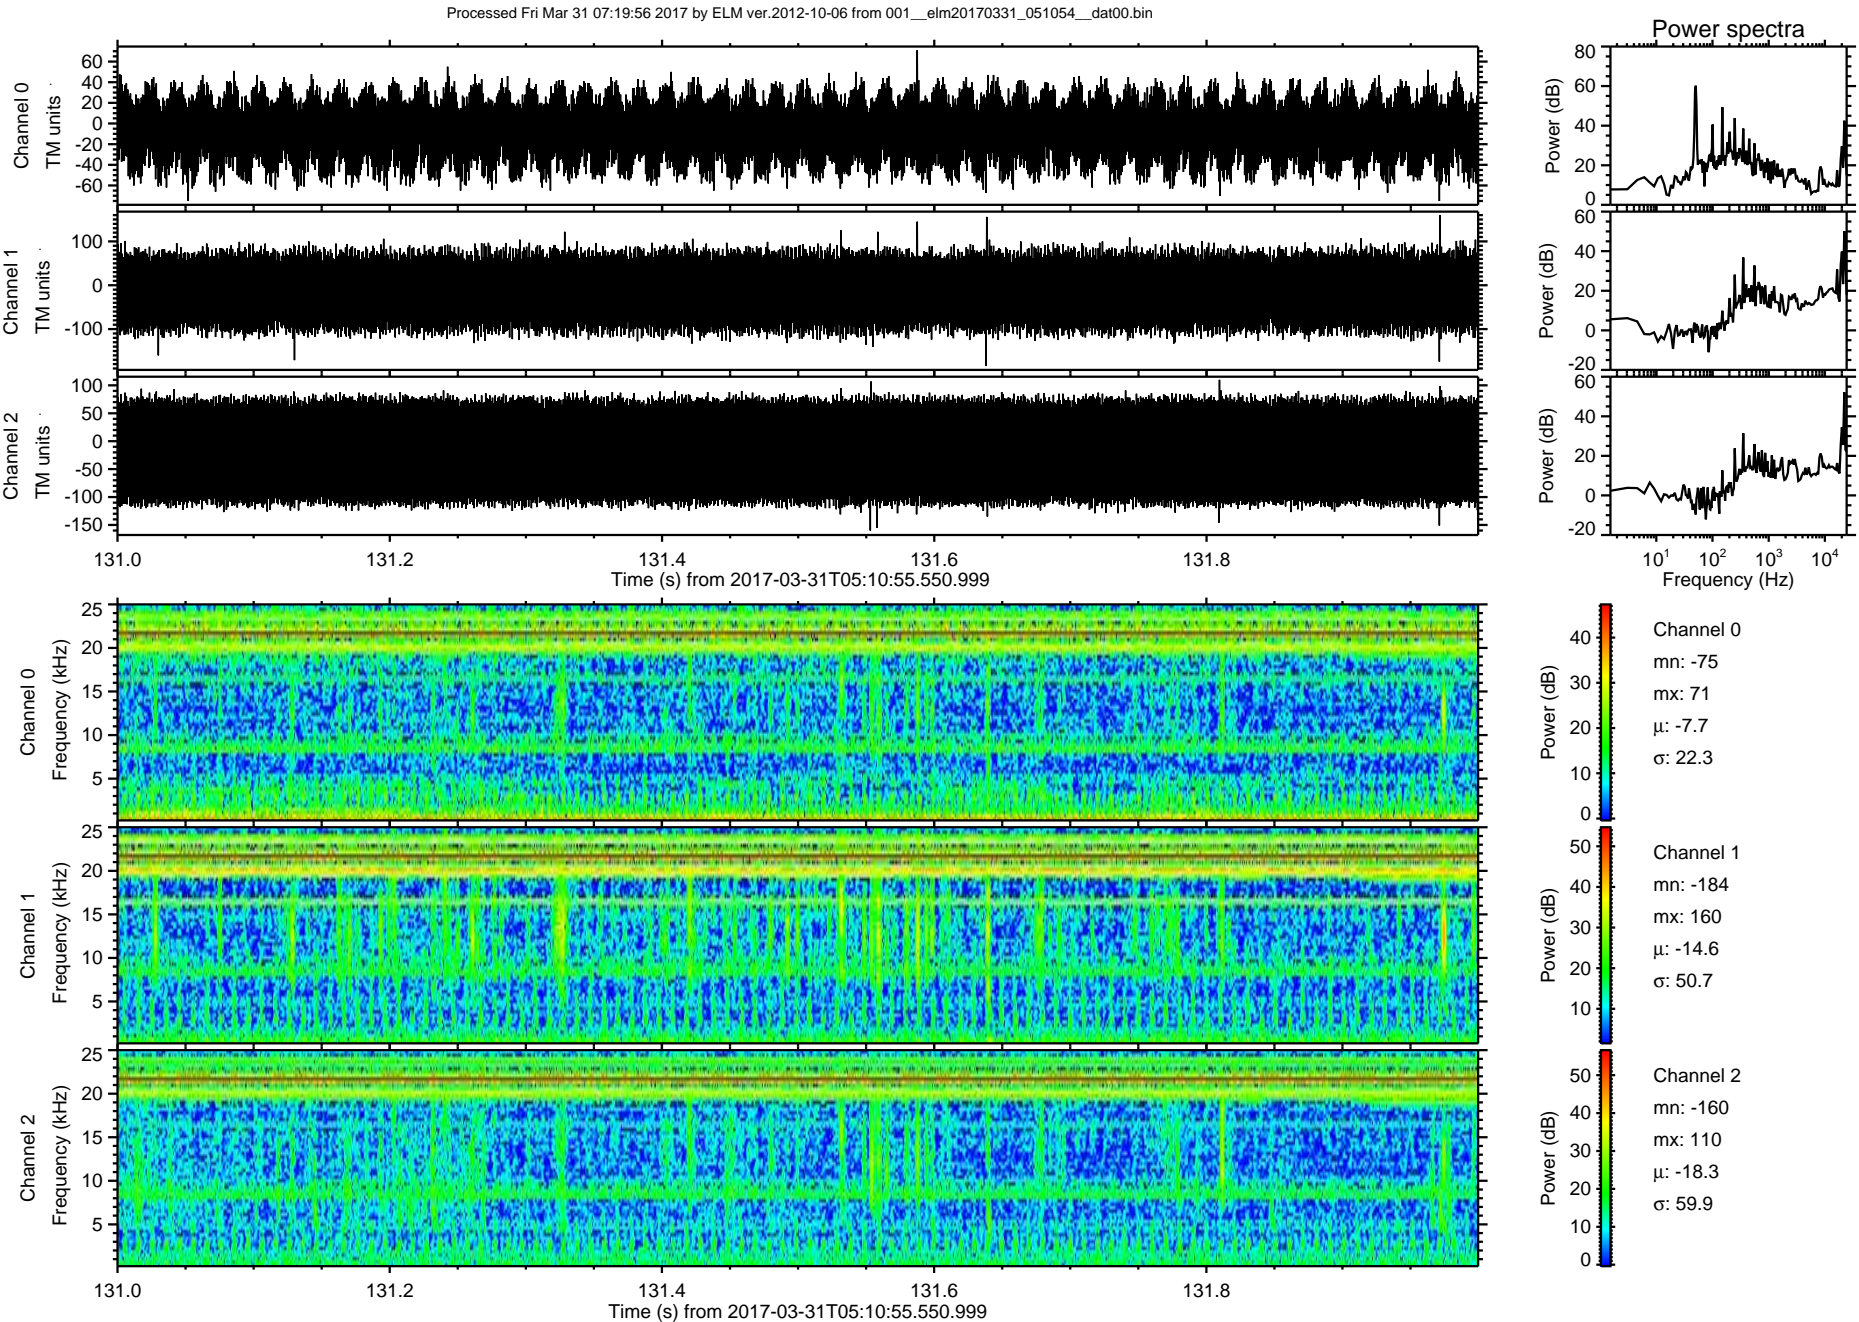 Processed Fri Mar 31 07:19:56 2017 by ELM ver.2012-10-06 from 001__elm20170331_051054__dat00.bin
Power spectra
Channel 0
TM units
60
40
20
0
-20
-40
-60
Power (dB)
80
60
40
20
0
Channel 1
TM units
100
0
-100
Power (dB)
60
40
20
0
-20
Channel 2
TM units
100
50
0
-50
-100
-150
Power (dB)
60
40
20
0
-20
131.0 131.2 131.4 131.6 131.8
Time (s) from 2017-03-31T05:10:55.550.999
10^1 10^2 10^3 10^4
Frequency (Hz)
Channel 0
Frequency (kHz)
25
20
15
10
5
Power (dB)
40
30
20
10
0
Channel 0
mn: -75
mx: 71
μ: -7.7
σ: 22.3
Channel 1
Frequency (kHz)
25
20
15
10
5
Power (dB)
50
40
30
20
10
Channel 1
mn: -184
mx: 160
μ: -14.6
σ: 50.7
Channel 2
Frequency (kHz)
25
20
15
10
5
Power (dB)
50
40
30
20
10
0
Channel 2
mn: -160
mx: 110
μ: -18.3
σ: 59.9
131.0 131.2 131.4 131.6 131.8
Time (s) from 2017-03-31T05:10:55.550.999